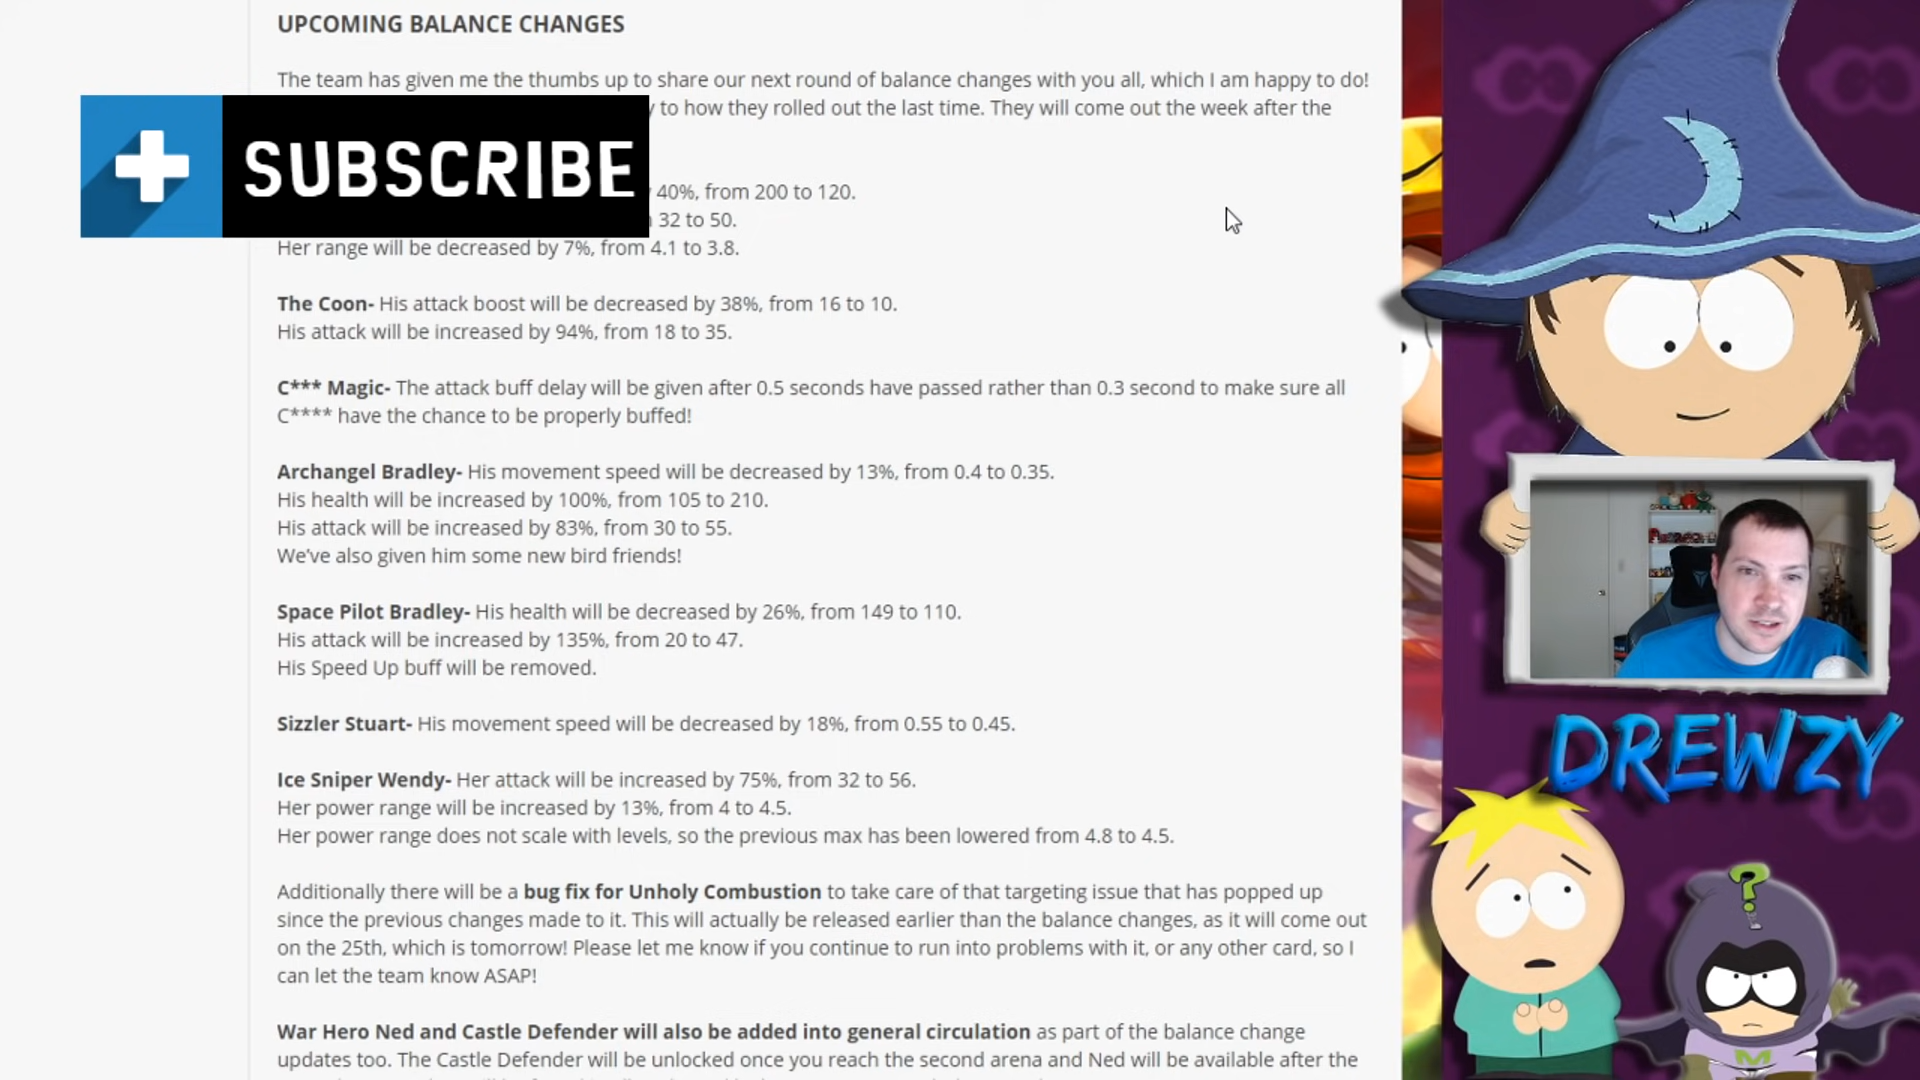 UPCOMING BALANCE CHANGES
The team has given me the thumbs up to share our next round of balance changes with you all, which I am happy to do!
to how they rolled out the last time. They will come out the week after the
SUBSCRIBE
40%, from 200 to 120.
32 to 50.
Her range will be decreased by 7%, from 4.1 to 3.8.
The Coon- His attack boost will be decreased by 38%, from 16 to 10.
His attack will be increased by 94%, from 18 to 35.
C*** Magic- The attack buff delay will be given after 0.5 seconds have passed rather than 0.3 second to make sure all
C**** have the chance to be properly buffed!
Archangel Bradley- His movement speed will be decreased by 13%, from 0.4 to 0.35.
His health will be increased by 100%, from 105 to 210.
His attack will be increased by 83%, from 30 to 55.
We've also given him some new bird friends!
Space Pilot Bradley- His health will be decreased by 26%, from 149 to 110.
His attack will be increased by 135%, from 20 to 47.
His Speed Up buff will be removed.
Sizzler Stuart- His movement speed will be decreased by 18%, from 0.55 to 0.45.
Ice Sniper Wendy- Her attack will be increased by 75%, from 32 to 56.
Her power range will be increased by 13%, from 4 to 4.5.
Her power range does not scale with levels, so the previous max has been lowered from 4.8 to 4.5.
Additionally there will be a bug fix for Unholy Combustion to take care of that targeting issue that has popped up
since the previous changes made to it. This will actually be released earlier than the balance changes, as it will come out
on the 25th, which is tomorrow! Please let me know if you continue to run into problems with it, or any other card, so I
can let the team know ASAP!
War Hero Ned and Castle Defender will also be added into general circulation as part of the balance change
updates too. The Castle Defender will be unlocked once you reach the second arena and Ned will be available after the
DREWZY
?
M